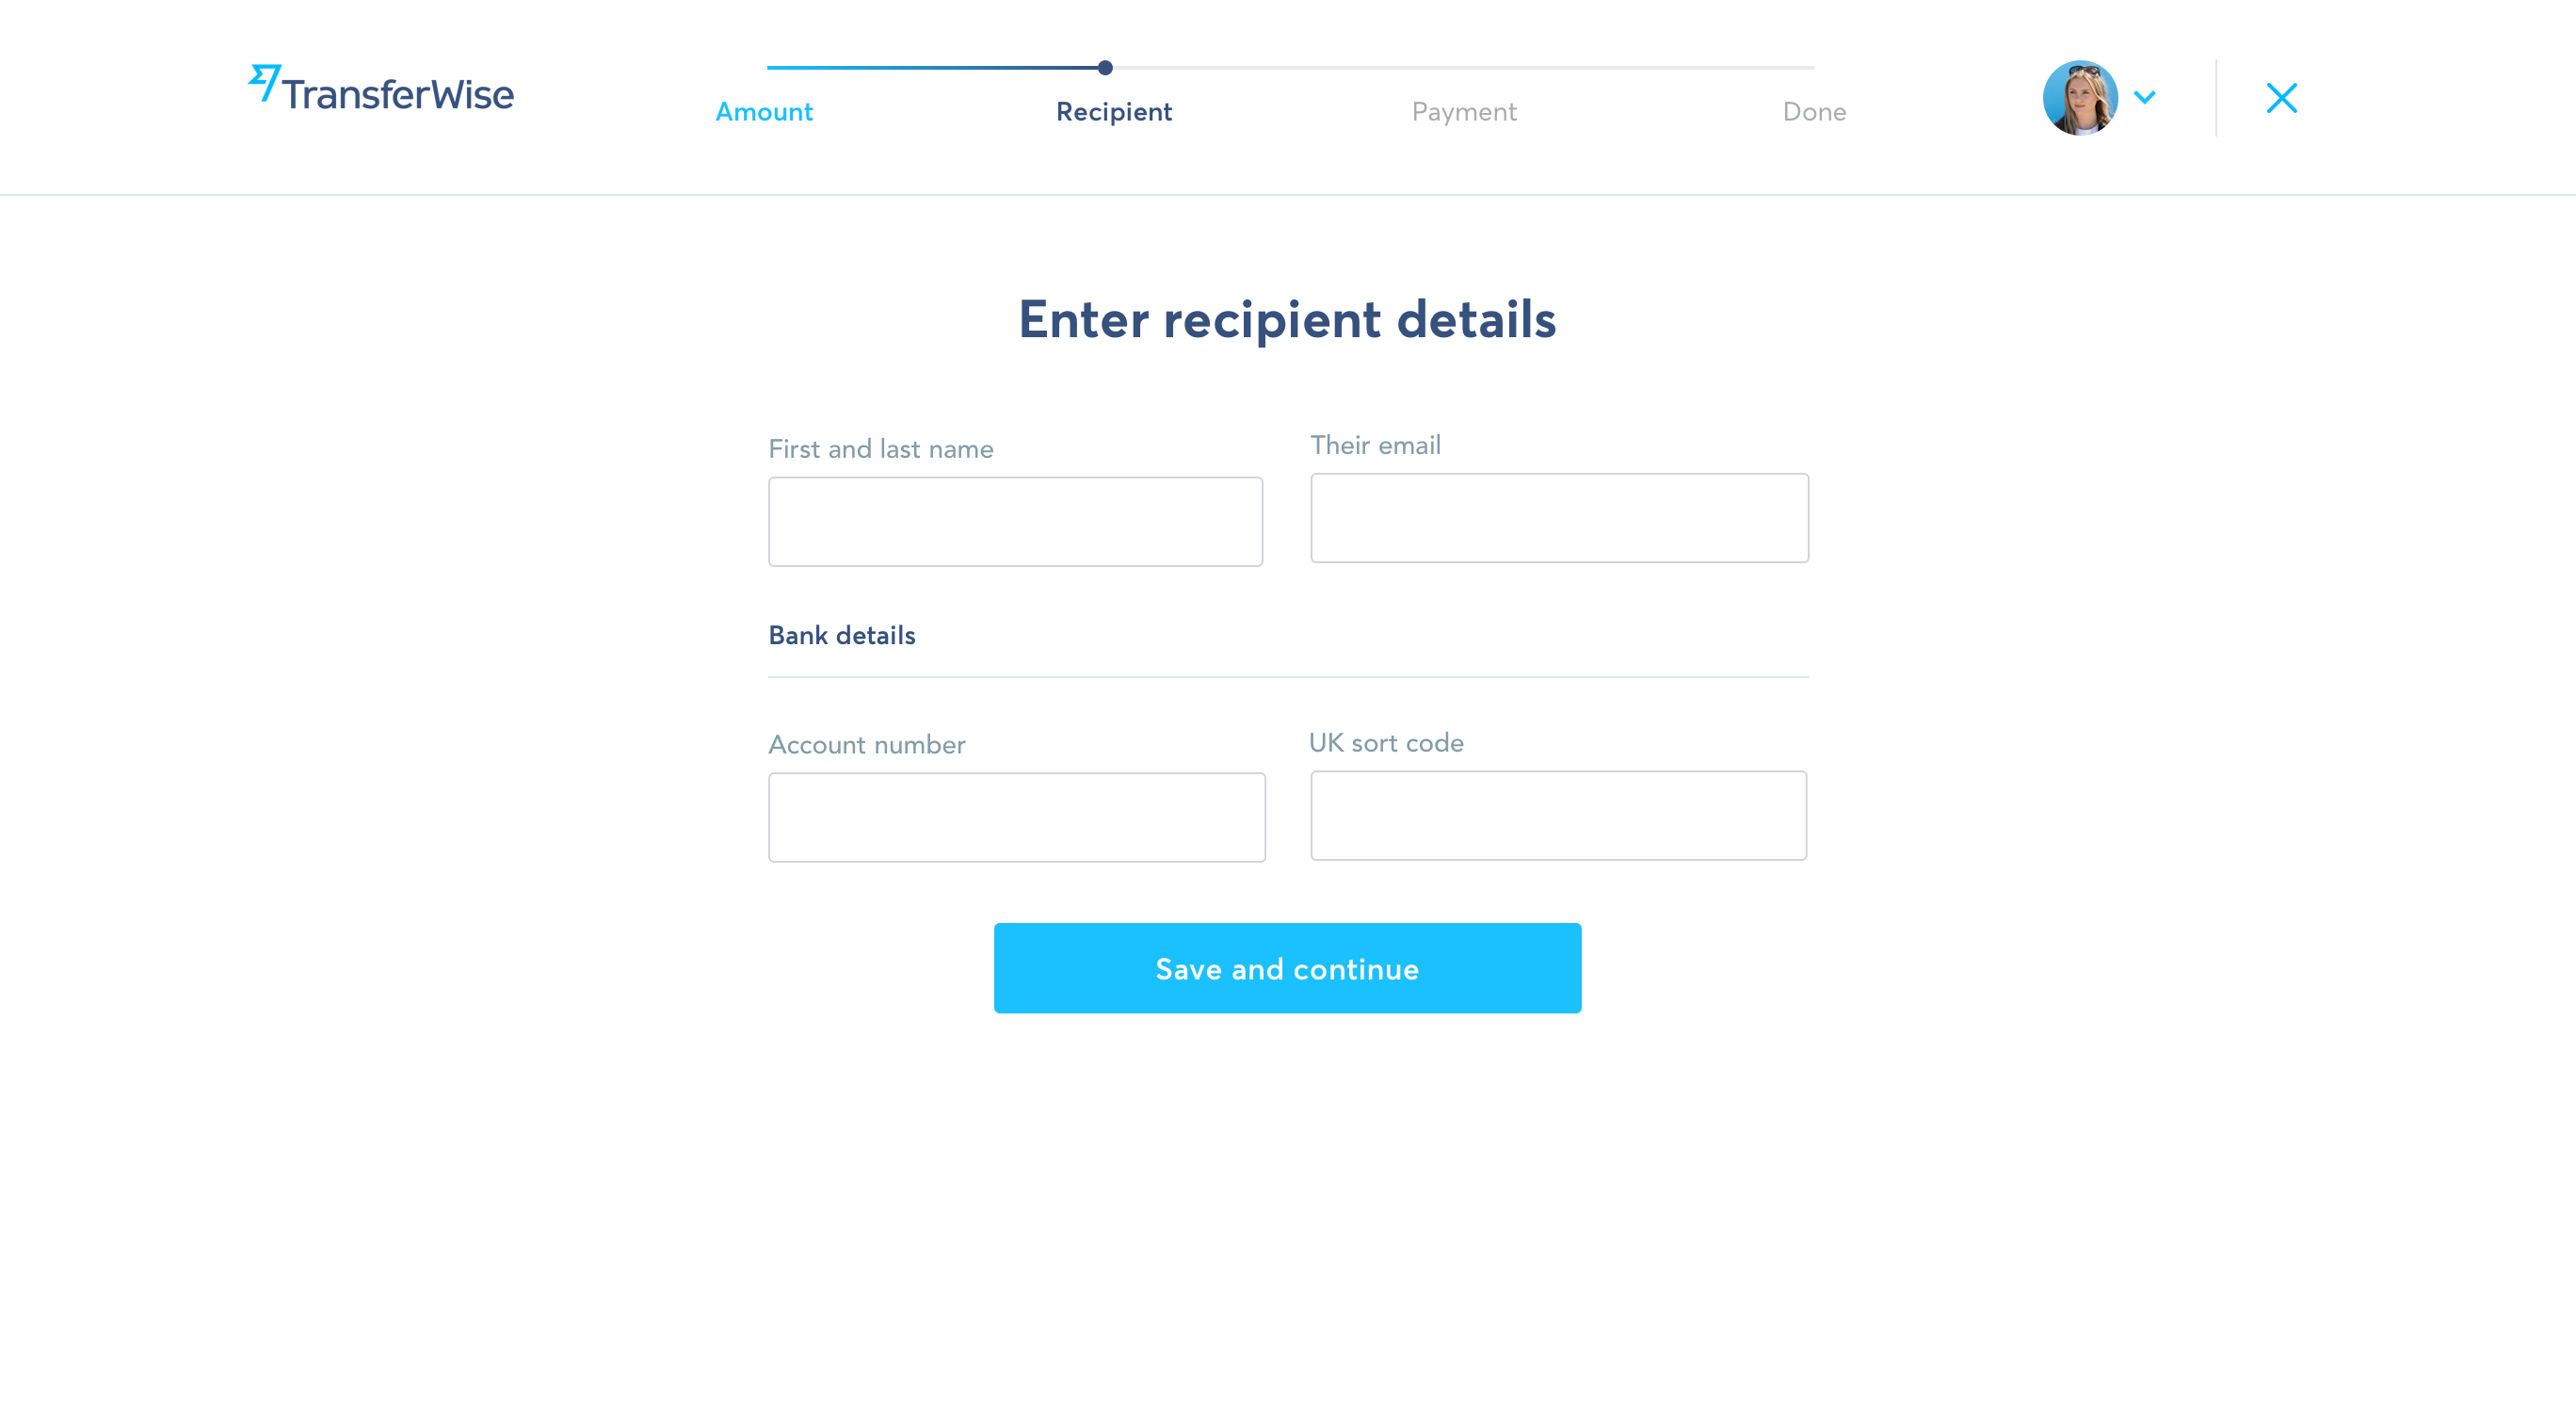 TransferWise
Amount
Recipient
Payment
Done
Enter recipient details
First and last name
Their email
Bank details
Account number
UK sort code
Save and continue